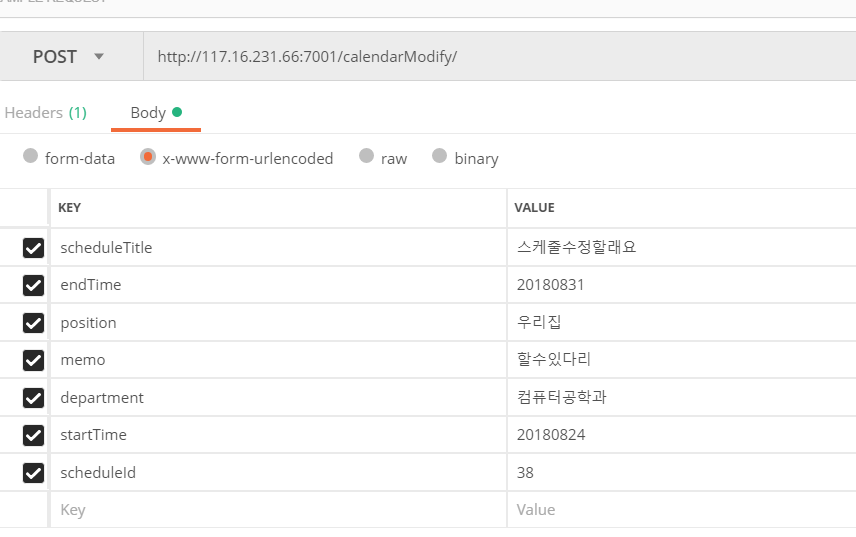 POST http://117.16.231.66:7001/calendarModify/
Headers (1) Body
form-data x-www-form-urlencoded raw binary
KEY VALUE
scheduleTitle 스케줄수정할래요
endTime 20180831
position 우리집
memo 할수있다리
department 컴퓨터공학과
startTime 20180824
scheduleId 38
Key Value